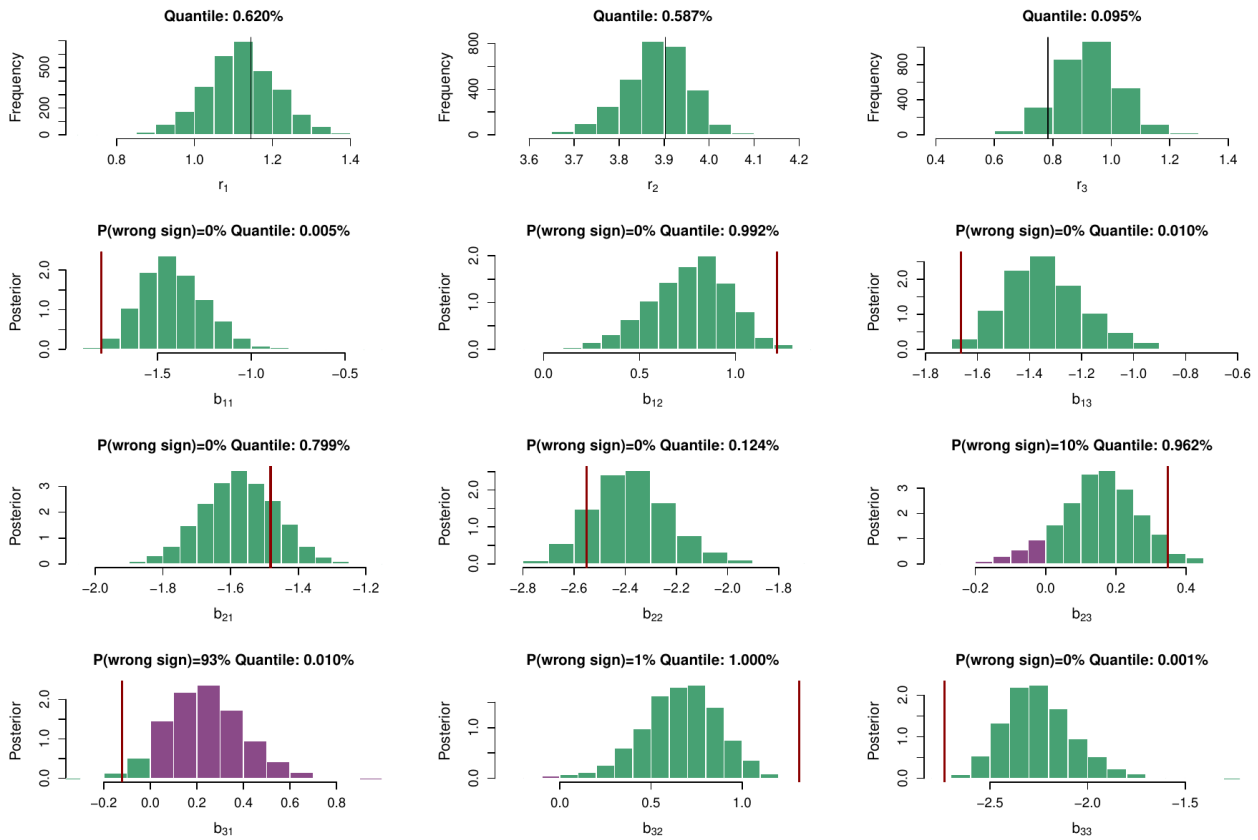 Quantile: 0.620%
Frequency
0 200 500
0.8 1.0 1.2 1.4
r1
Quantile: 0.587%
Frequency
0 400 800
3.6 3.7 3.8 3.9 4.0 4.1 4.2
r2
Quantile: 0.095%
Frequency
0 400 800
0.4 0.6 0.8 1.0 1.2 1.4
r3
P(wrong sign)=0% Quantile: 0.005%
Posterior
0.0 1.0 2.0
−1.5 −1.0 −0.5
b11
P(wrong sign)=0% Quantile: 0.992%
Posterior
0.0 1.0 2.0
0.0 0.5 1.0
b12
P(wrong sign)=0% Quantile: 0.010%
Posterior
0.0 1.0 2.0
−1.8 −1.6 −1.4 −1.2 −1.0 −0.8 −0.6
b13
P(wrong sign)=0% Quantile: 0.799%
Posterior
0 1 2 3
−2.0 −1.8 −1.6 −1.4 −1.2
b21
P(wrong sign)=0% Quantile: 0.124%
Posterior
0.0 1.0 2.0
−2.8 −2.6 −2.4 −2.2 −2.0 −1.8
b22
P(wrong sign)=10% Quantile: 0.962%
Posterior
0 1 2 3
−0.2 0.0 0.2 0.4
b23
P(wrong sign)=93% Quantile: 0.010%
Posterior
0.0 1.0 2.0
−0.2 0.0 0.2 0.4 0.6 0.8
b31
P(wrong sign)=1% Quantile: 1.000%
Posterior
0.0 1.0
0.0 0.5 1.0
b32
P(wrong sign)=0% Quantile: 0.001%
Posterior
0.0 1.0 2.0
−2.5 −2.0 −1.5
b33